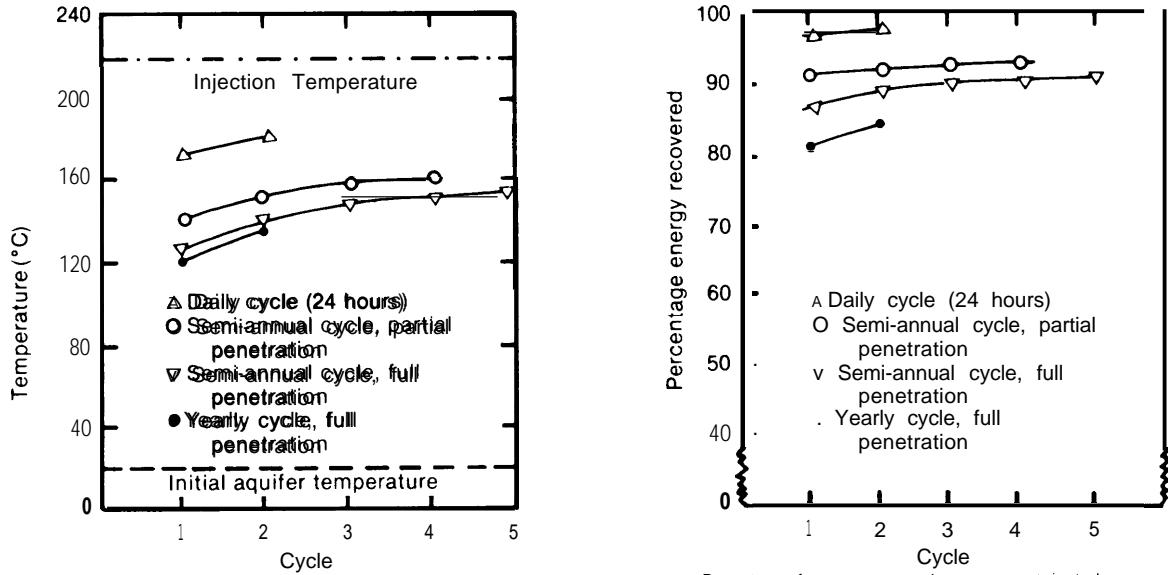 240
200
160
120
80
40
0
Temperature (°C)
Injection Temperature
△ Daily cycle (24 hours)
○ Semi-annual cycle, partial
penetration
▽ Semi-annual cycle, full
penetration
● Yearly cycle, full
penetration
Initial aquifer temperature
1 2 3 4 5
Cycle
100
90
80
70
60
50
40
0
Percentage energy recovered
A Daily cycle (24 hours)
O Semi-annual cycle, partial
penetration
v Semi-annual cycle, full
penetration
. Yearly cycle, full
penetration
1 2 3 4 5
Cycle